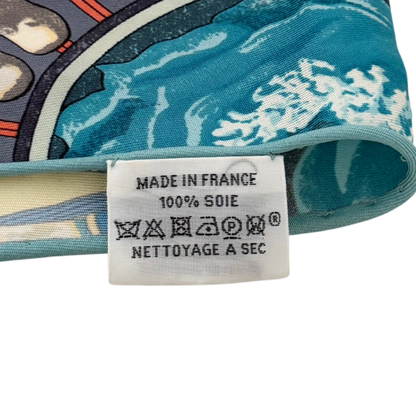 MADE IN FRANCE
100% SOIE
P ®
NETTOYAGE A SEC